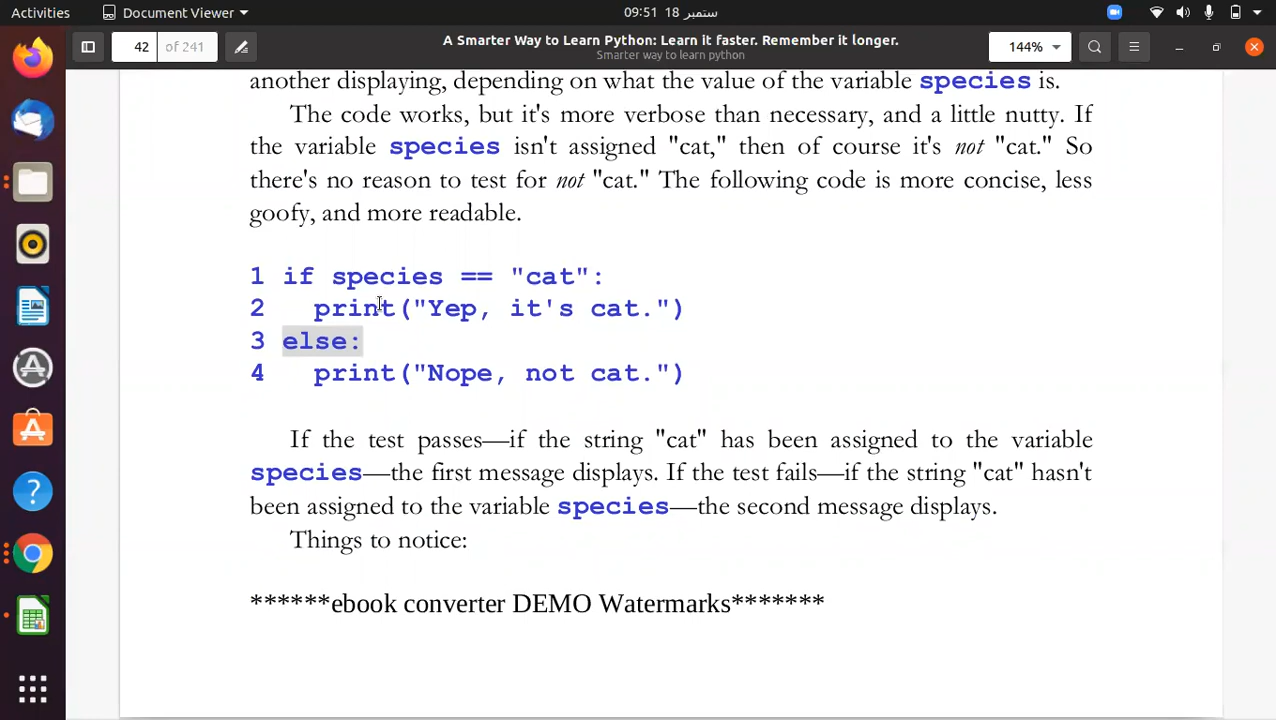 Activities Document Viewer 09:51 18 ستمبر
42 of 241 A Smarter Way to Learn Python: Learn it faster. Remember it longer. 144%
Smarter way to learn python
another displaying, depending on what the value of the variable species is.
The code works, but it's more verbose than necessary, and a little nutty. If
the variable species isn't assigned "cat," then of course it's not "cat." So
there's no reason to test for not "cat." The following code is more concise, less
goofy, and more readable.
1 if species == "cat":
2 print("Yep, it's cat.")
3 else:
4 print("Nope, not cat.")
If the test passes—if the string "cat" has been assigned to the variable
species—the first message displays. If the test fails—if the string "cat" hasn't
been assigned to the variable species—the second message displays.
Things to notice:
******ebook converter DEMO Watermarks*******